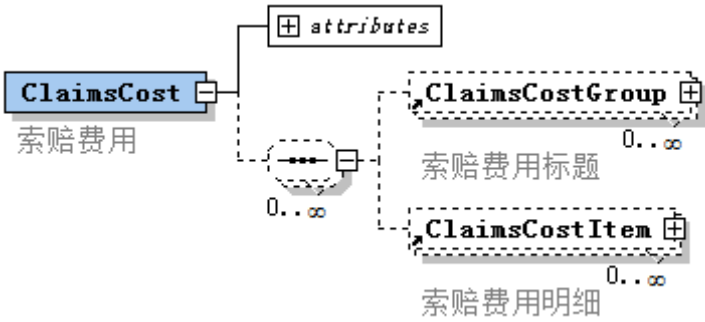 attributes
ClaimsCost
索赔费用
0..∞
ClaimsCostGroup
0..∞
索赔费用标题
ClaimsCostItem
0..∞
索赔费用明细